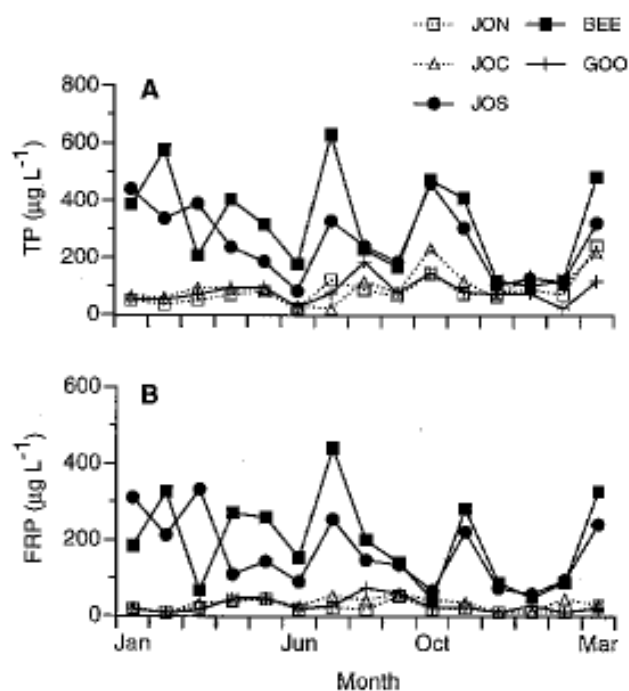 JON BEE
JOC GOO
JOS
A
800
600
400
200
0
TP (µg L⁻¹)
B
600
400
200
0
FRP (µg L⁻¹)
Jan Jun Oct Mar
Month